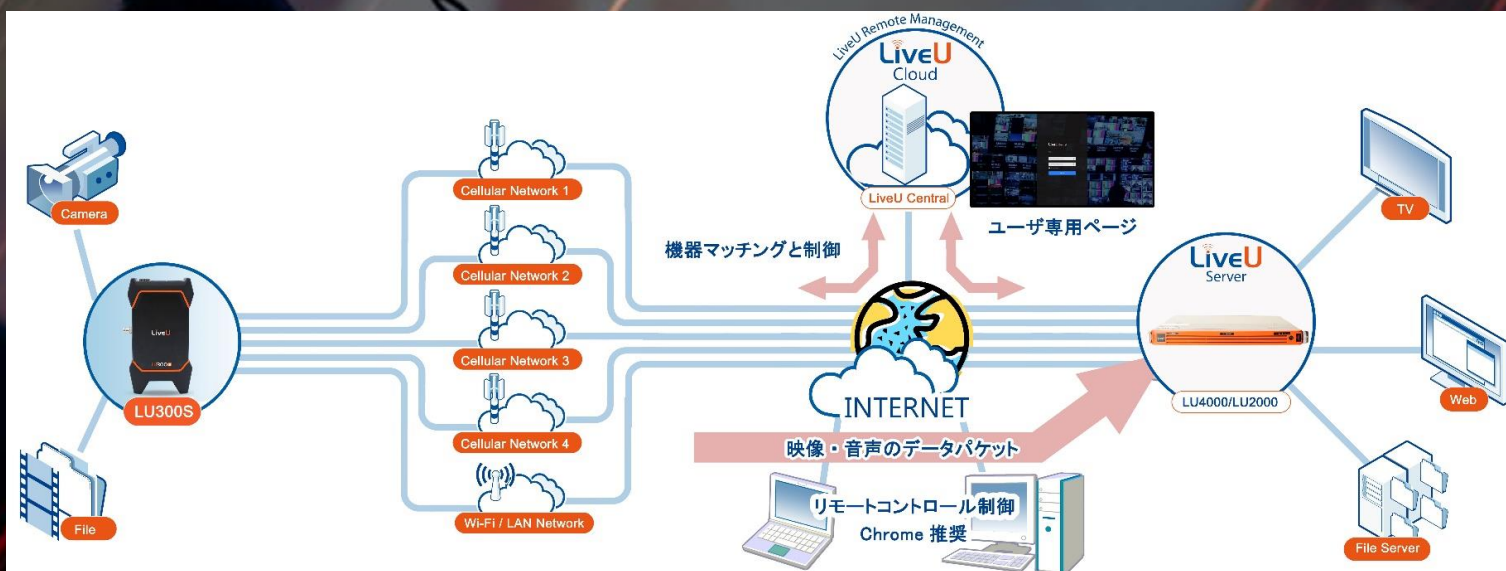 LiveU Remote Management
LiveU
Cloud
LiveU Central
ユーザ専用ページ
機器マッチングと制御
Camera
LiveU
LU300S
File
Cellular Network 1
Cellular Network 2
Cellular Network 3
Cellular Network 4
Wi-Fi / LAN Network
INTERNET
映像・音声のデータパケット
リモートコントロール制御
Chrome 推奨
LiveU
Server
LU4000/LU2000
TV
Web
File Server